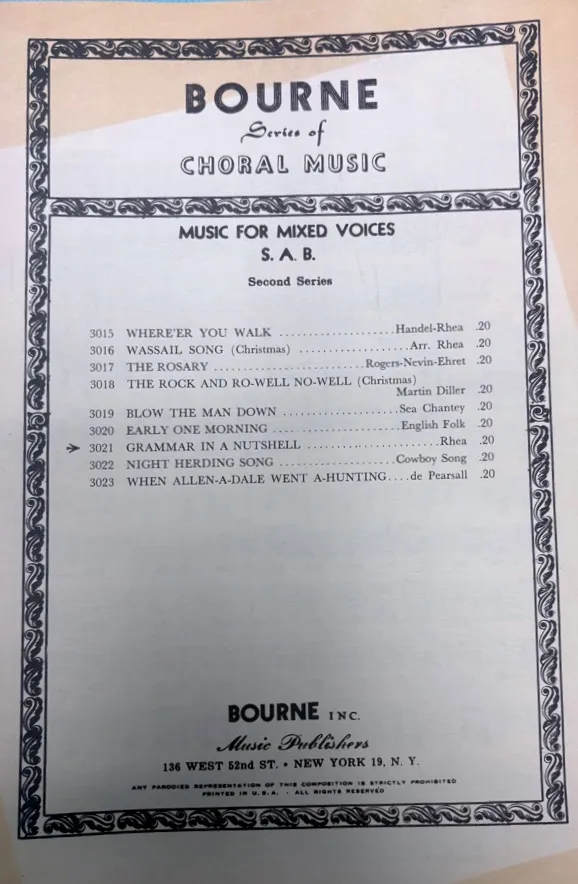 BOURNE
Series of
CHORAL MUSIC
MUSIC FOR MIXED VOICES
S. A. B.
Second Series
3015 WHERE'ER YOU WALK ....................Handel-Rhea .20
3016 WASSAIL SONG (Christmas) ...................Arr. Rhea .20
3017 THE ROSARY ..........................Rogers-Nevin-Ehret .20
3018 THE ROCK AND RO-WELL NO-WELL (Christmas)
Martin Diller .20
3019 BLOW THE MAN DOWN ....................Sea Chantey .20
3020 EARLY ONE MORNING .......................English Folk .20
→ 3021 GRAMMAR IN A NUTSHELL .......................Rhea .20
3022 NIGHT HERDING SONG ....................Cowboy Song .20
3023 WHEN ALLEN-A-DALE WENT A-HUNTING....de Pearsall .20
BOURNE INC.
Music Publishers
136 WEST 52nd ST. • NEW YORK 19, N. Y.
ANY PARODIED REPRESENTATION OF THIS COMPOSITION IS STRICTLY PROHIBITED
PRINTED IN U.S.A. · ALL RIGHTS RESERVED